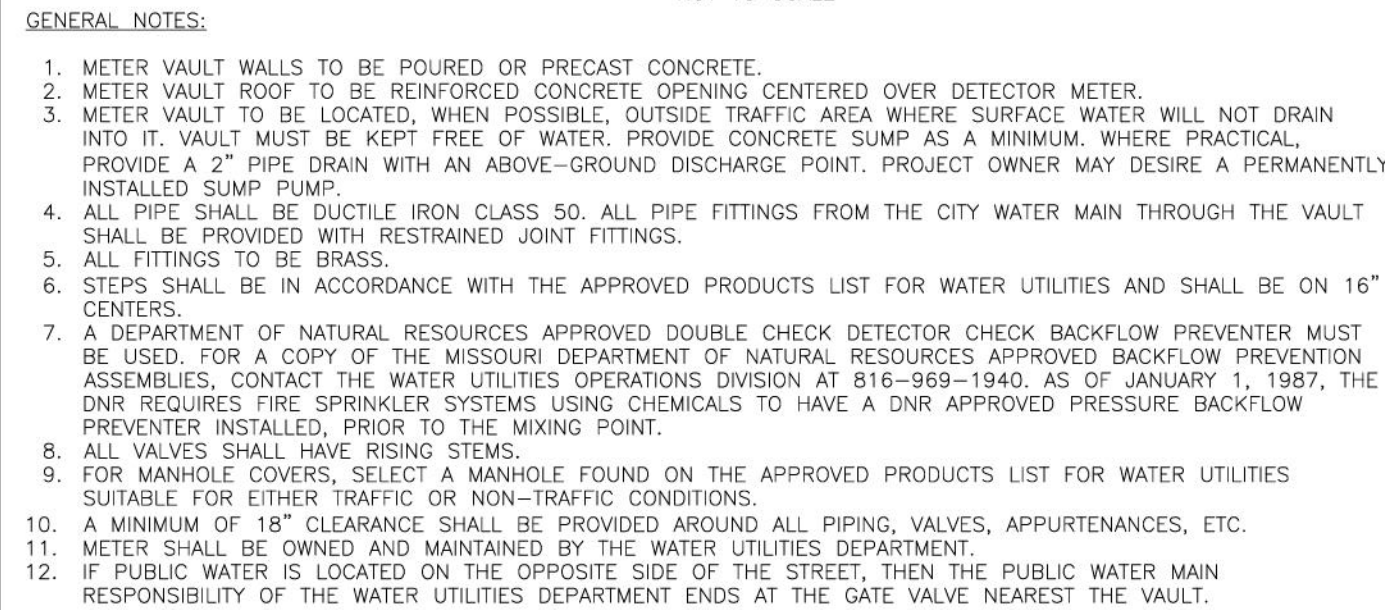 GENERAL NOTES:
1. METER VAULT WALLS TO BE POURED OR PRECAST CONCRETE.
2. METER VAULT ROOF TO BE REINFORCED CONCRETE OPENING CENTERED OVER DETECTOR METER.
3. METER VAULT TO BE LOCATED, WHEN POSSIBLE, OUTSIDE TRAFFIC AREA WHERE SURFACE WATER WILL NOT DRAIN
INTO IT. VAULT MUST BE KEPT FREE OF WATER. PROVIDE CONCRETE SUMP AS A MINIMUM. WHERE PRACTICAL,
PROVIDE A 2" PIPE DRAIN WITH AN ABOVE-GROUND DISCHARGE POINT. PROJECT OWNER MAY DESIRE A PERMANENTLY
INSTALLED SUMP PUMP.
4. ALL PIPE SHALL BE DUCTILE IRON CLASS 50. ALL PIPE FITTINGS FROM THE CITY WATER MAIN THROUGH THE VAULT
SHALL BE PROVIDED WITH RESTRAINED JOINT FITTINGS.
5. ALL FITTINGS TO BE BRASS.
6. STEPS SHALL BE IN ACCORDANCE WITH THE APPROVED PRODUCTS LIST FOR WATER UTILITIES AND SHALL BE ON 16"
CENTERS.
7. A DEPARTMENT OF NATURAL RESOURCES APPROVED DOUBLE CHECK DETECTOR CHECK BACKFLOW PREVENTER MUST
BE USED. FOR A COPY OF THE MISSOURI DEPARTMENT OF NATURAL RESOURCES APPROVED BACKFLOW PREVENTION
ASSEMBLIES, CONTACT THE WATER UTILITIES OPERATIONS DIVISION AT 816-969-1940. AS OF JANUARY 1, 1987, THE
DNR REQUIRES FIRE SPRINKLER SYSTEMS USING CHEMICALS TO HAVE A DNR APPROVED PRESSURE BACKFLOW
PREVENTER INSTALLED, PRIOR TO THE MIXING POINT.
8. ALL VALVES SHALL HAVE RISING STEMS.
9. FOR MANHOLE COVERS, SELECT A MANHOLE FOUND ON THE APPROVED PRODUCTS LIST FOR WATER UTILITIES
SUITABLE FOR EITHER TRAFFIC OR NON-TRAFFIC CONDITIONS.
10. A MINIMUM OF 18" CLEARANCE SHALL BE PROVIDED AROUND ALL PIPING, VALVES, APPURTENANCES, ETC.
11. METER SHALL BE OWNED AND MAINTAINED BY THE WATER UTILITIES DEPARTMENT.
12. IF PUBLIC WATER IS LOCATED ON THE OPPOSITE SIDE OF THE STREET, THEN THE PUBLIC WATER MAIN
RESPONSIBILITY OF THE WATER UTILITIES DEPARTMENT ENDS AT THE GATE VALVE NEAREST THE VAULT.